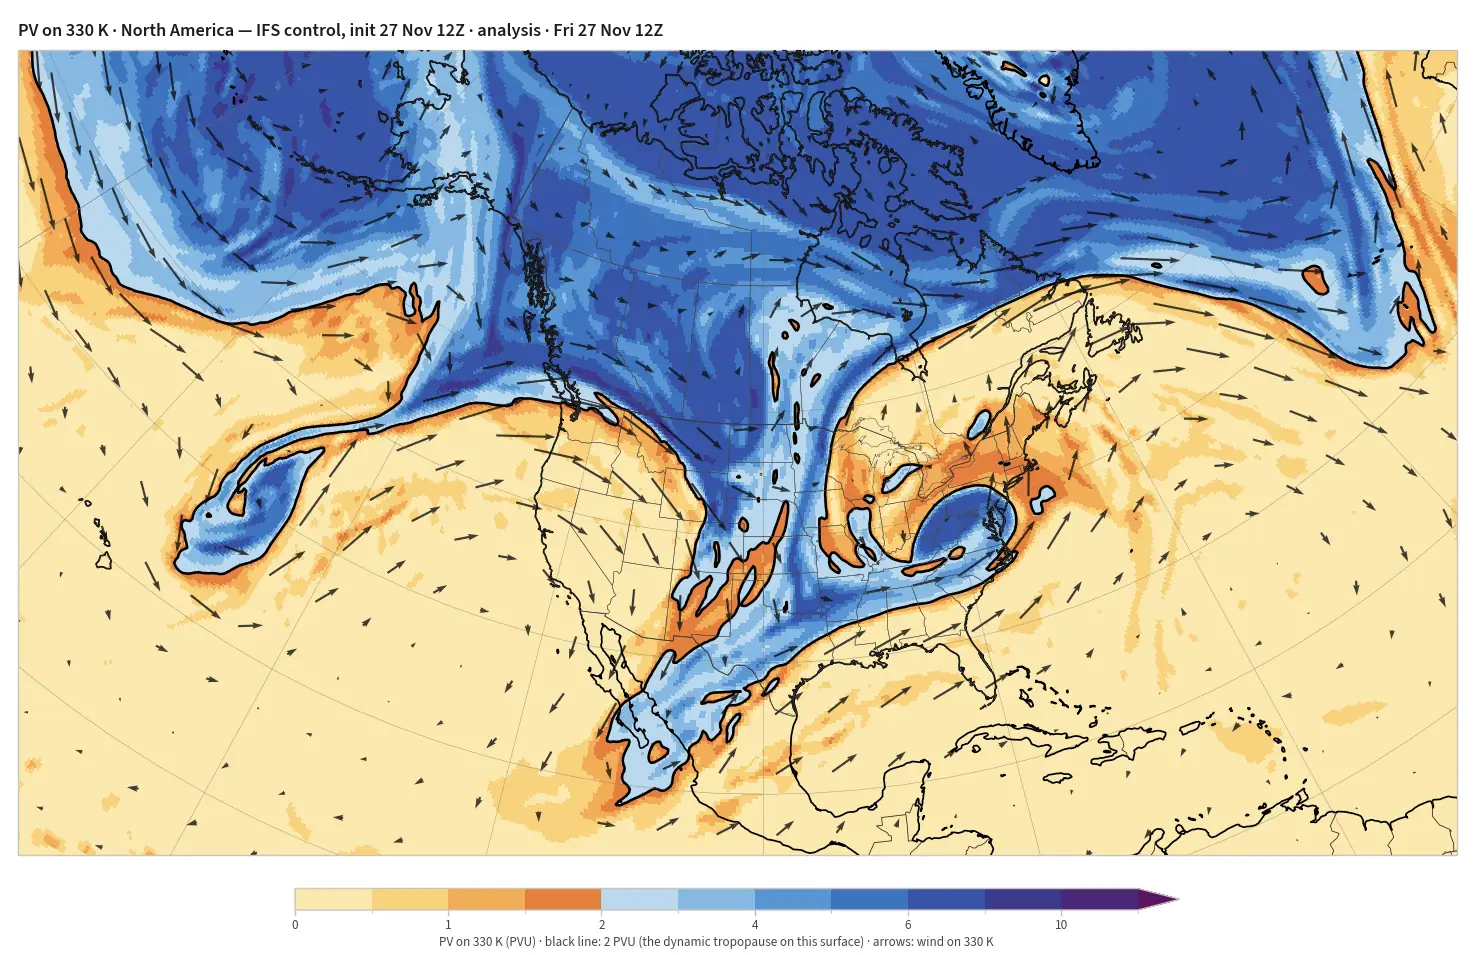 PV on 330 K · North America — IFS control, init 27 Nov 12Z · analysis · Fri 27 Nov 12Z
0 1 2 4 6 10
PV on 330 K (PVU) · black line: 2 PVU (the dynamic tropopause on this surface) · arrows: wind on 330 K